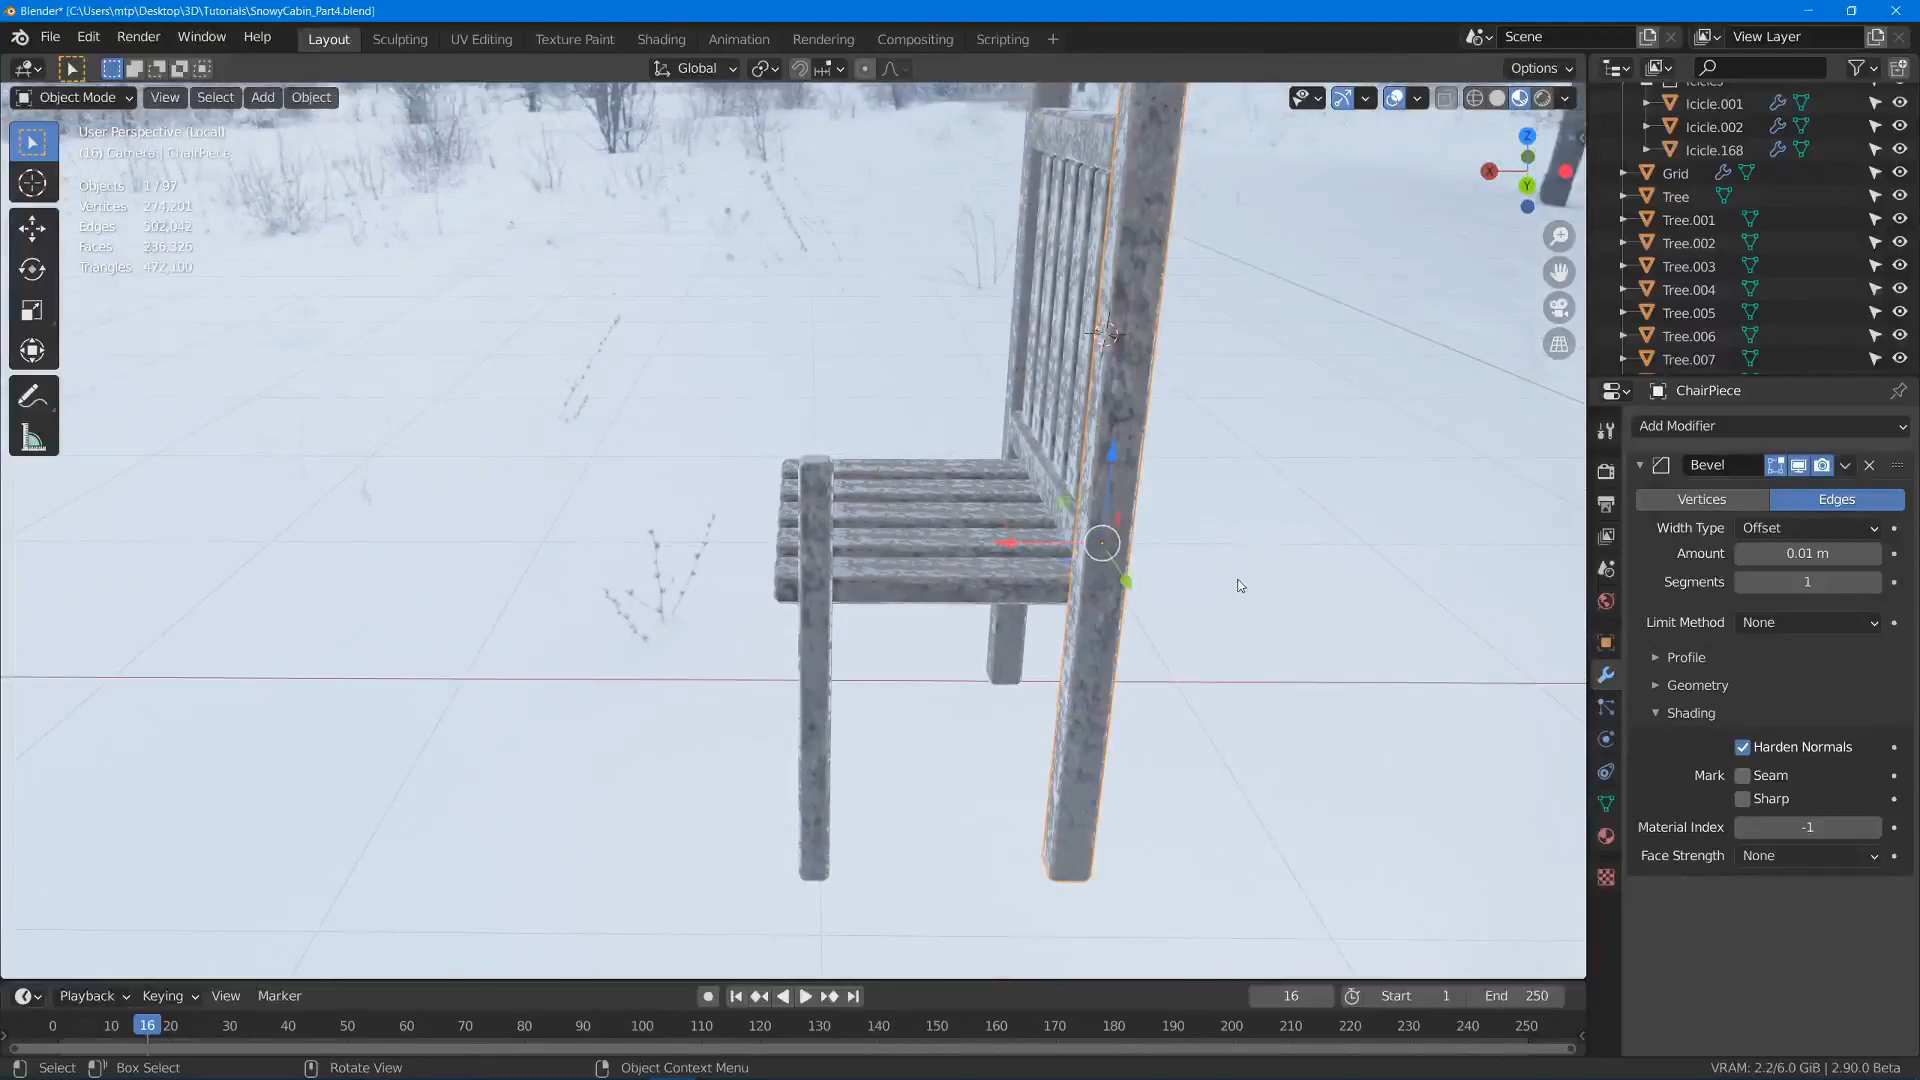 Blender* [C:\Users\mtp\Desktop\3D\Tutorials\SnowyCabin_Part4.blend]
File Edit Render Window Help Layout Sculpting UV Editing Texture Paint Shading Animation Rendering Compositing Scripting + Scene View Layer
Global Options
Object Mode View Select Add Object
User Perspective (Local)
(16) Camera | ChairPiece
Objects 1 / 97
Vertices 274,201
Edges 502,042
Faces 236,326
Triangles 472,100
Z
X
Y
Icicle.001
Icicle.002
Icicle.168
Grid
Tree
Tree.001
Tree.002
Tree.003
Tree.004
Tree.005
Tree.006
Tree.007
ChairPiece
Add Modifier
Bevel
Vertices Edges
Width Type Offset
Amount 0.01 m
Segments 1
Limit Method None
Profile
Geometry
Shading
Harden Normals
Mark Seam
Sharp
Material Index -1
Face Strength None
Playback Keying View Marker 16 Start 1 End 250
0 10 16 20 30 40 50 60 70 80 90 100 110 120 130 140 150 160 170 180 190 200 210 220 230 240 250
Select Box Select Rotate View Object Context Menu VRAM: 2.2/6.0 GiB | 2.90.0 Beta